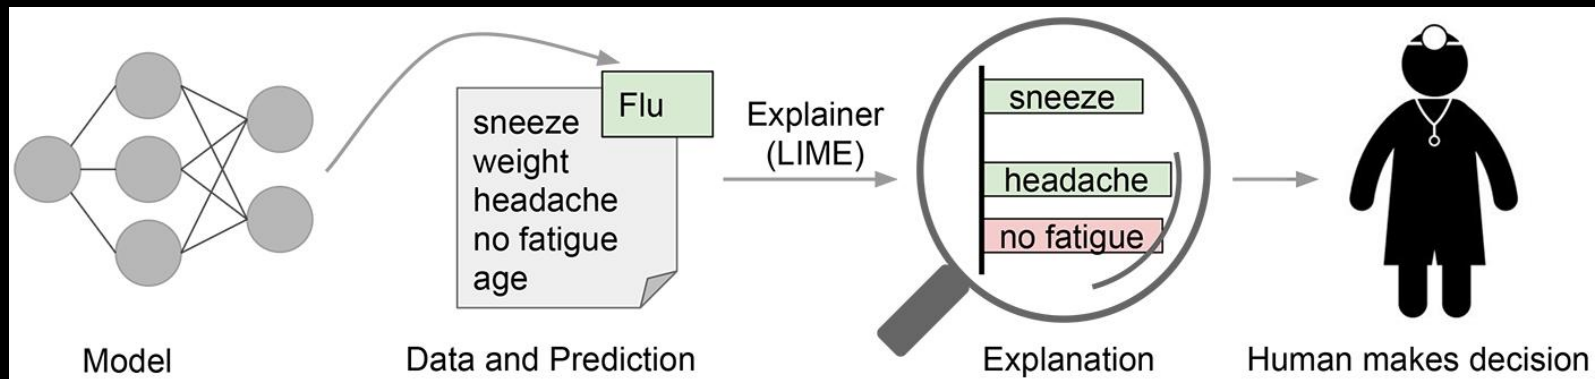 Flu
sneeze
weight
headache
no fatigue
age
Explainer
(LIME)
sneeze
headache
no fatigue
Model
Data and Prediction
Explanation
Human makes decision